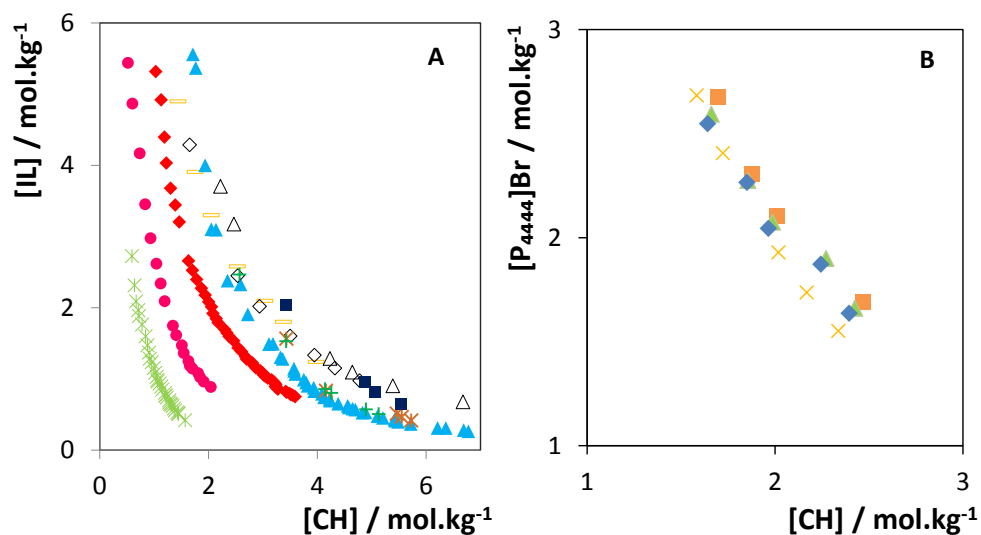 A
[IL] / mol.kg⁻¹
6
4
2
0
0 2 4 6
[CH] / mol.kg⁻¹
B
[P₄₄₄₄]Br / mol.kg⁻¹
3
2
1
1 2 3
[CH] / mol.kg⁻¹